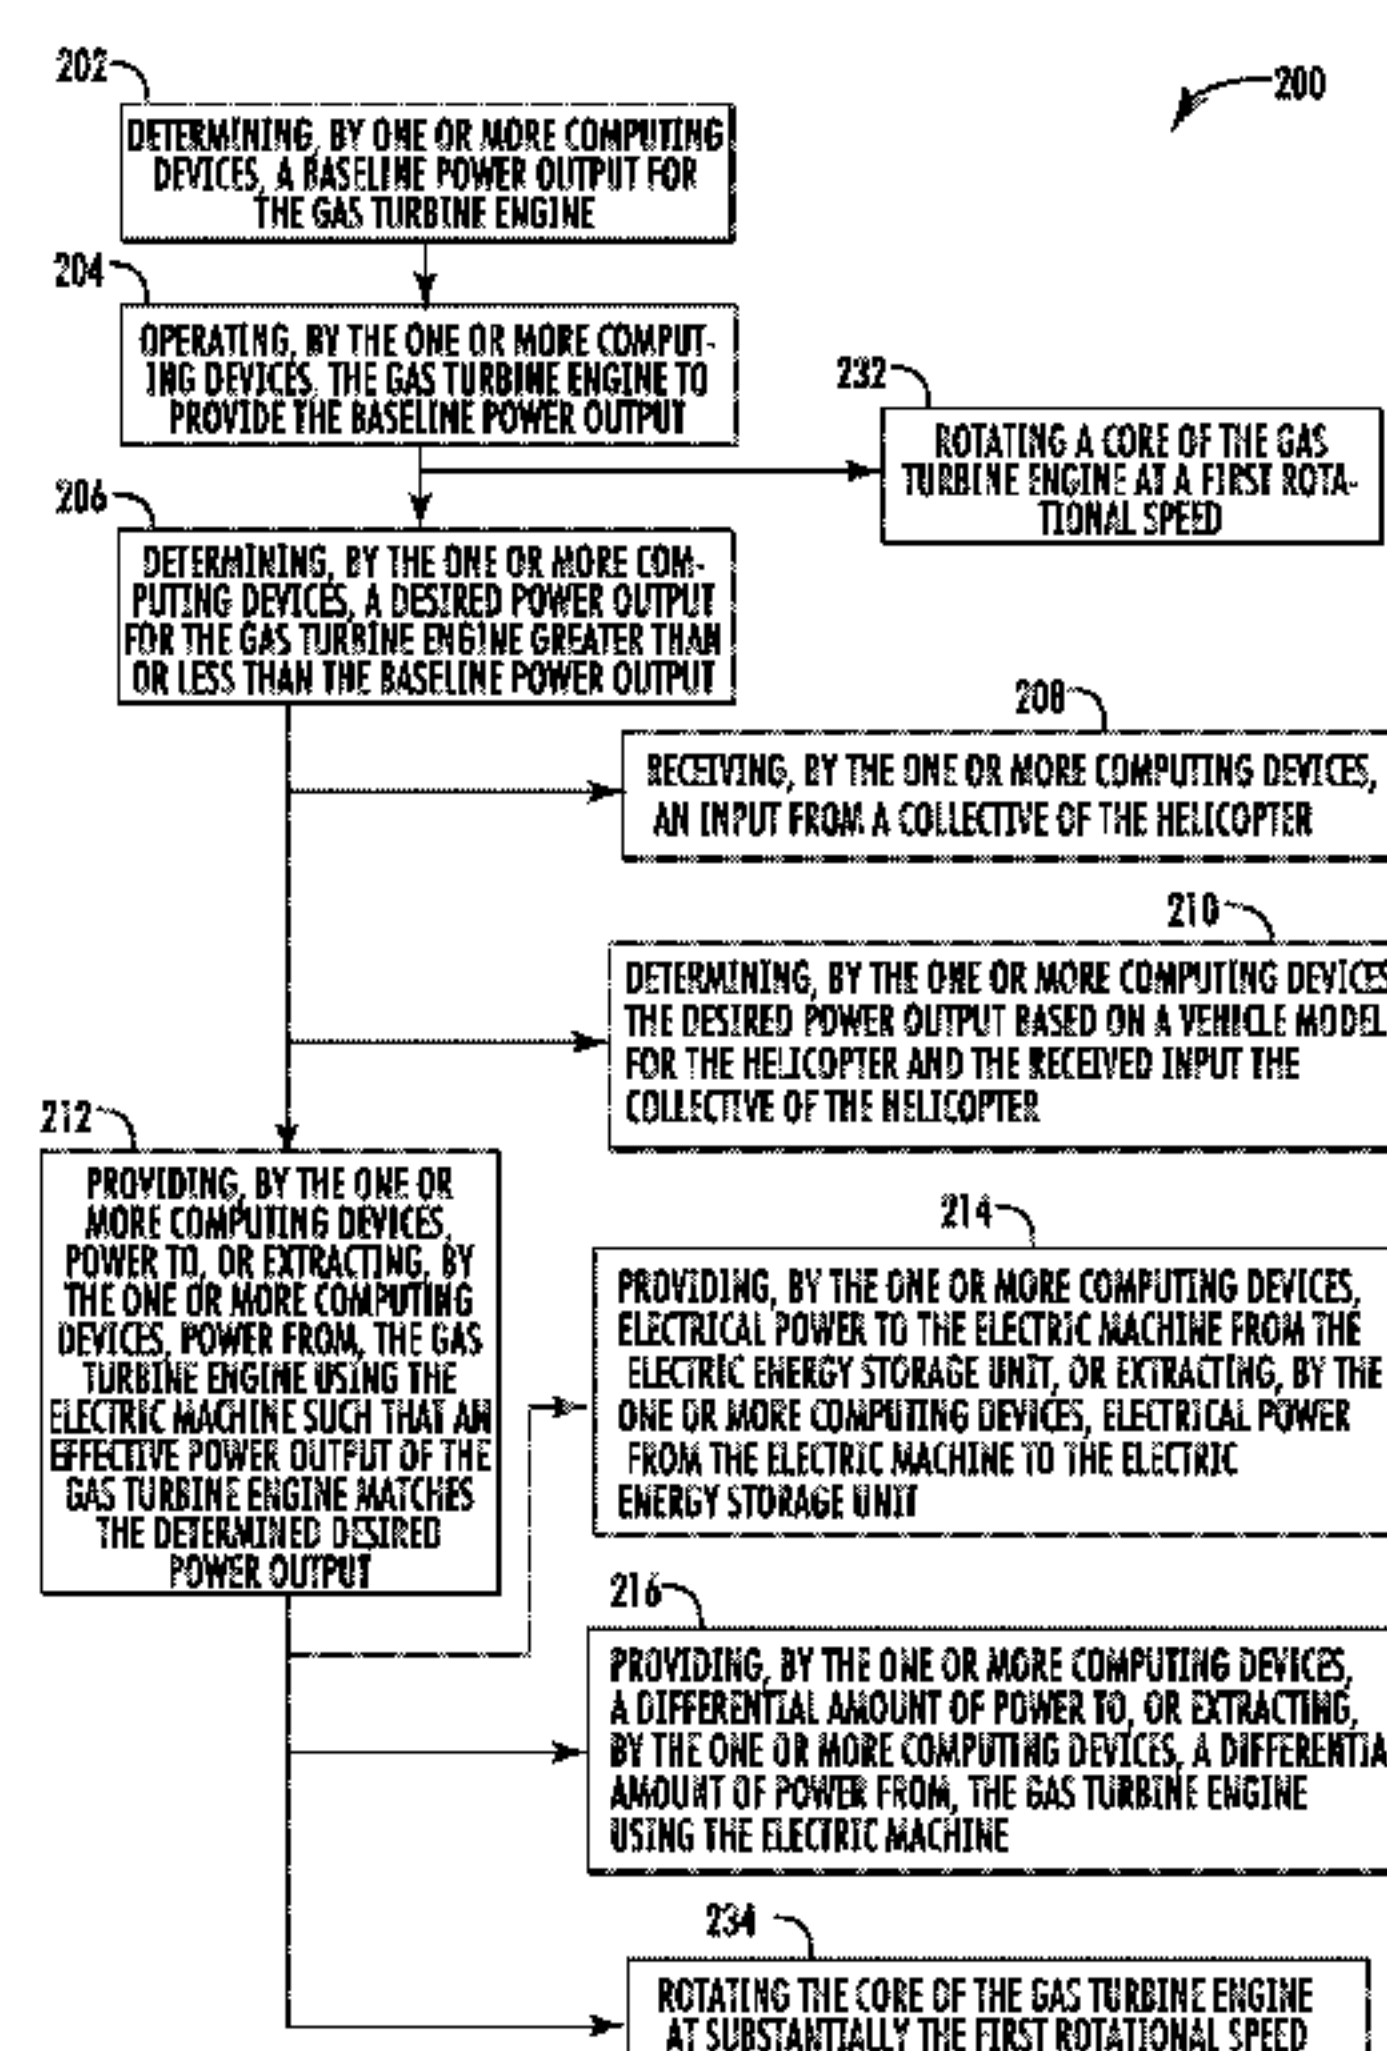 202
200
DETERMINING, BY ONE OR MORE COMPUTING
DEVICES, A BASELINE POWER OUTPUT FOR
THE GAS TURBINE ENGINE
204
OPERATING, BY THE ONE OR MORE COMPUT-
ING DEVICES, THE GAS TURBINE ENGINE TO
PROVIDE THE BASELINE POWER OUTPUT
232
ROTATING A CORE OF THE GAS
TURBINE ENGINE AT A FIRST ROTA-
TIONAL SPEED
206
DETERMINING, BY THE ONE OR MORE COM-
PUTING DEVICES, A DESIRED POWER OUTPUT
FOR THE GAS TURBINE ENGINE GREATER THAN
OR LESS THAN THE BASELINE POWER OUTPUT
208
RECEIVING, BY THE ONE OR MORE COMPUTING DEVICES,
AN INPUT FROM A COLLECTIVE OF THE HELICOPTER
210
DETERMINING, BY THE ONE OR MORE COMPUTING DEVICES
THE DESIRED POWER OUTPUT BASED ON A VEHICLE MODEL
FOR THE HELICOPTER AND THE RECEIVED INPUT THE
COLLECTIVE OF THE HELICOPTER
212
PROVIDING, BY THE ONE OR
MORE COMPUTING DEVICES,
POWER TO, OR EXTRACTING, BY
THE ONE OR MORE COMPUTING
DEVICES, POWER FROM, THE GAS
TURBINE ENGINE USING THE
ELECTRIC MACHINE SUCH THAT AN
EFFECTIVE POWER OUTPUT OF THE
GAS TURBINE ENGINE MATCHES
THE DETERMINED DESIRED
POWER OUTPUT
214
PROVIDING, BY THE ONE OR MORE COMPUTING DEVICES,
ELECTRICAL POWER TO THE ELECTRIC MACHINE FROM THE
ELECTRIC ENERGY STORAGE UNIT, OR EXTRACTING, BY THE
ONE OR MORE COMPUTING DEVICES, ELECTRICAL POWER
FROM THE ELECTRIC MACHINE TO THE ELECTRIC
ENERGY STORAGE UNIT
216
PROVIDING, BY THE ONE OR MORE COMPUTING DEVICES,
A DIFFERENTIAL AMOUNT OF POWER TO, OR EXTRACTING,
BY THE ONE OR MORE COMPUTING DEVICES, A DIFFERENTIA
AMOUNT OF POWER FROM, THE GAS TURBINE ENGINE
USING THE ELECTRIC MACHINE
234
ROTATING THE CORE OF THE GAS TURBINE ENGINE
AT SUBSTANTIALLY THE FIRST ROTATIONAL SPEED